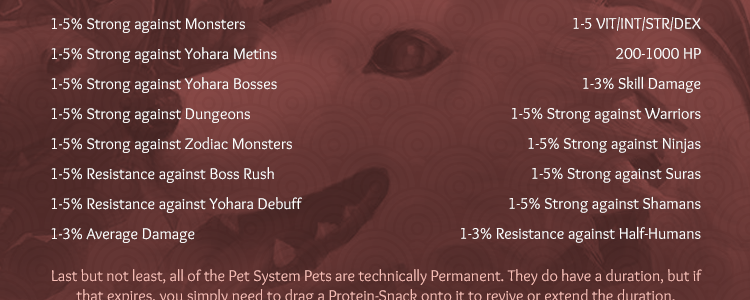 1-5% Strong against Monsters
1-5% Strong against Yohara Metins
1-5% Strong against Yohara Bosses
1-5% Strong against Dungeons
1-5% Strong against Zodiac Monsters
1-5% Resistance against Boss Rush
1-5% Resistance against Yohara Debuff
1-3% Average Damage
1-5 VIT/INT/STR/DEX
200-1000 HP
1-3% Skill Damage
1-5% Strong against Warriors
1-5% Strong against Ninjas
1-5% Strong against Suras
1-5% Strong against Shamans
1-3% Resistance against Half-Humans
Last but not least, all of the Pet System Pets are technically Permanent. They do have a duration, but if
that expires, you simply need to drag a Protein-Snack onto it to revive or extend the duration.